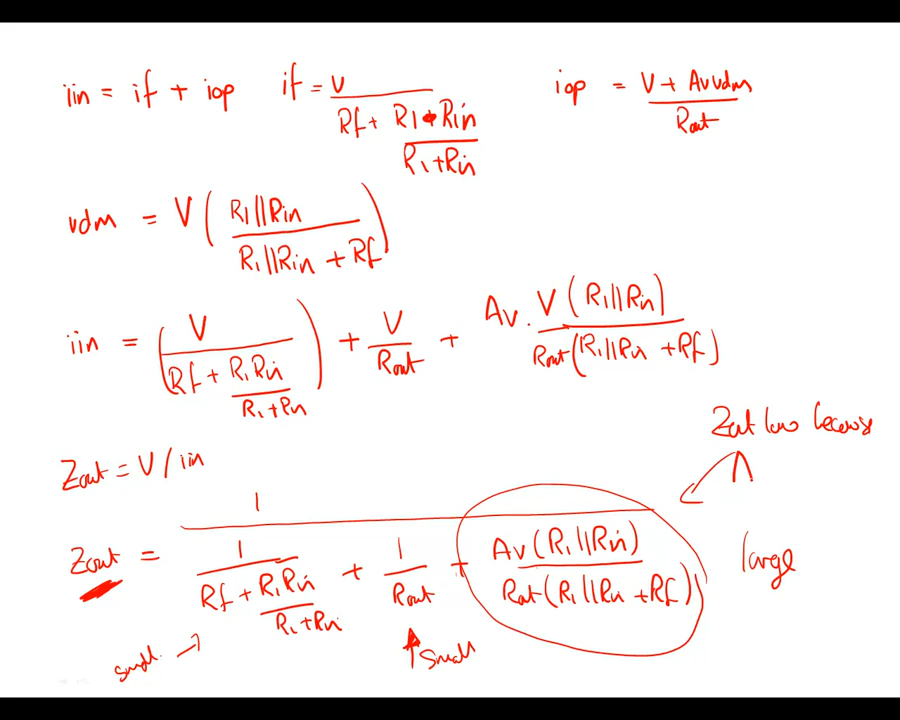 iin = if + iop if = V / (Rf + R1•Rin / (R1+Rin)) iop = (V + Avvdm) / Rout
vdm = V ( R1||Rin / (R1||Rin + Rf) )
iin = ( V / (Rf + R1Rin / (R1+Rin)) ) + V / Rout + Av.V(R1||Rin) / (Rout(R1||Rin + Rf))
Zout low because
Zout = V / iin
Zout = 1 / ( 1 / (Rf + R1Rin / (R1+Rin)) + 1 / Rout + Av(R1||Rin) / (Rout(R1||Rin + Rf)) ) large
small small